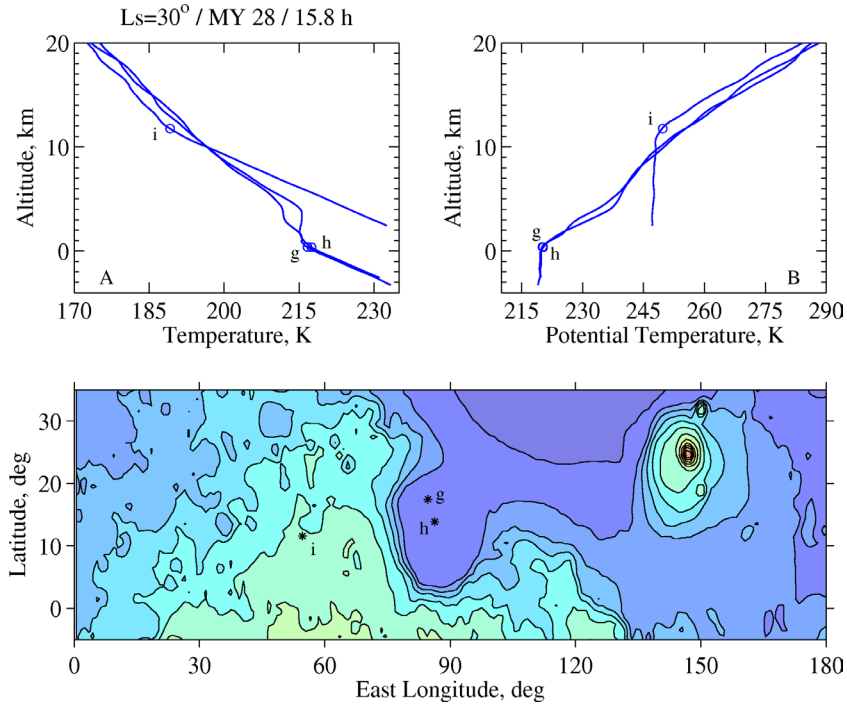 Ls=30° / MY 28 / 15.8 h
20
10
0
Altitude, km
i
g
h
A
170 185 200 215 230
Temperature, K
20
10
0
Altitude, km
i
g
h
B
215 230 245 260 275 290
Potential Temperature, K
30
20
10
0
Latitude, deg
g
h
i
0 30 60 90 120 150 180
East Longitude, deg